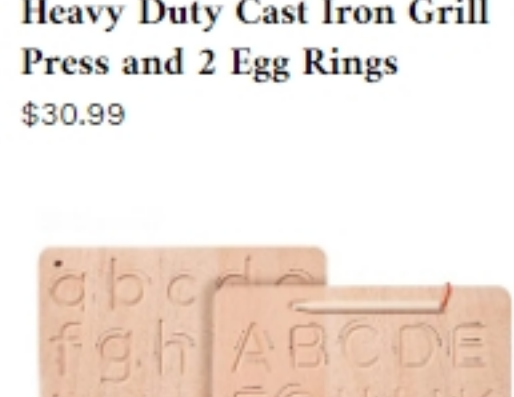 Heavy Duty Cast Iron Grill
Press and 2 Egg Rings
$30.99
a b c d e
f g h
A B C D E